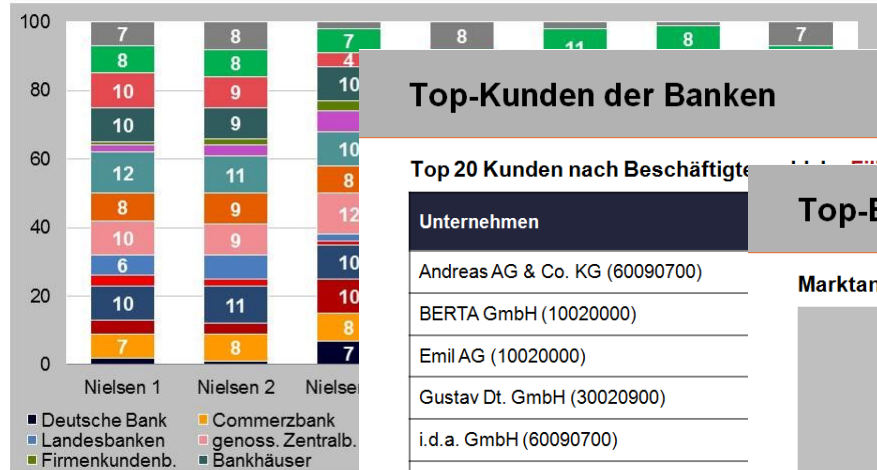 100
80
60
40
20
0
7 8 7 8 11 8 7
8 8 4
10 9 10
10 9 10
12 11 8
8 9 12
10 9 10
6 10
10 11 8
7 8 7
Nielsen 1 Nielsen 2
Deutsche Bank Commerzbank
Landesbanken genoss. Zentralb.
Firmenkundenb. Bankhäuser
Top-Kunden der Banken
Top 20 Kunden nach
Unternehmen
Andreas AG & Co. KG (60090700)
BERTA GmbH (10020000)
Emil AG (10020000)
Gustav Dt. GmbH (30020900)
i.d.a. GmbH (60090700)